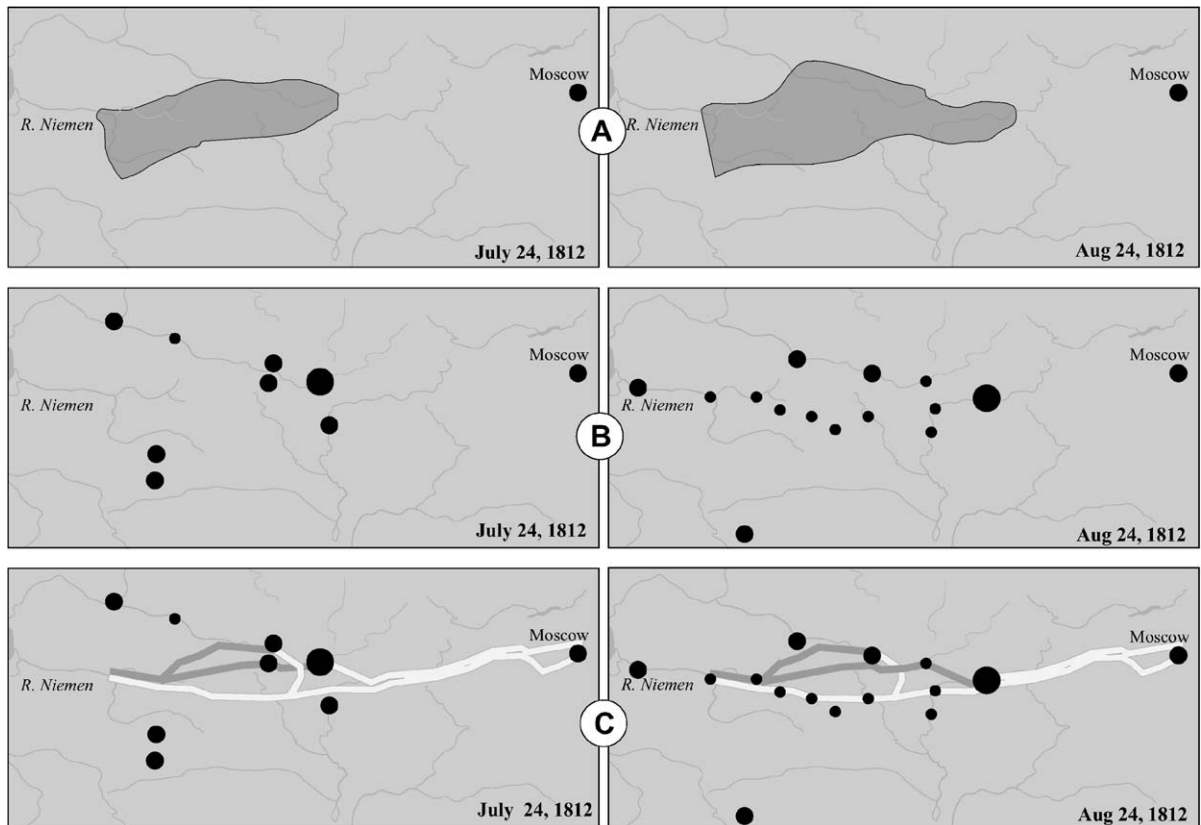 Moscow
R. Niemen
July 24, 1812
A
Moscow
R. Niemen
Aug 24, 1812
Moscow
R. Niemen
July 24, 1812
B
Moscow
R. Niemen
Aug 24, 1812
Moscow
R. Niemen
July 24, 1812
C
Moscow
R. Niemen
Aug 24, 1812